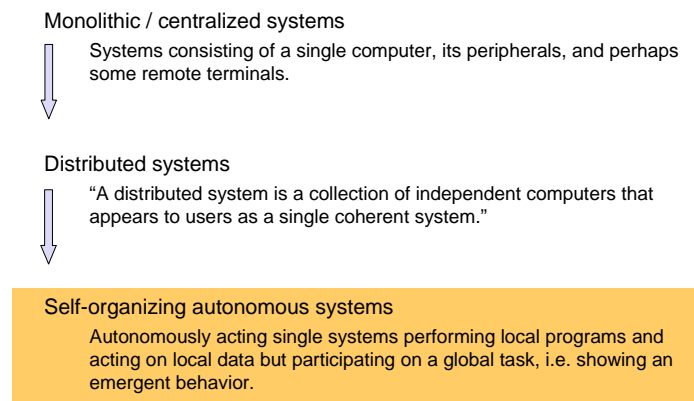 Monolithic / centralized systems
Systems consisting of a single computer, its peripherals, and perhaps
some remote terminals.
Distributed systems
“A distributed system is a collection of independent computers that
appears to users as a single coherent system.”
Self-organizing autonomous systems
Autonomously acting single systems performing local programs and
acting on local data but participating on a global task, i.e. showing an
emergent behavior.